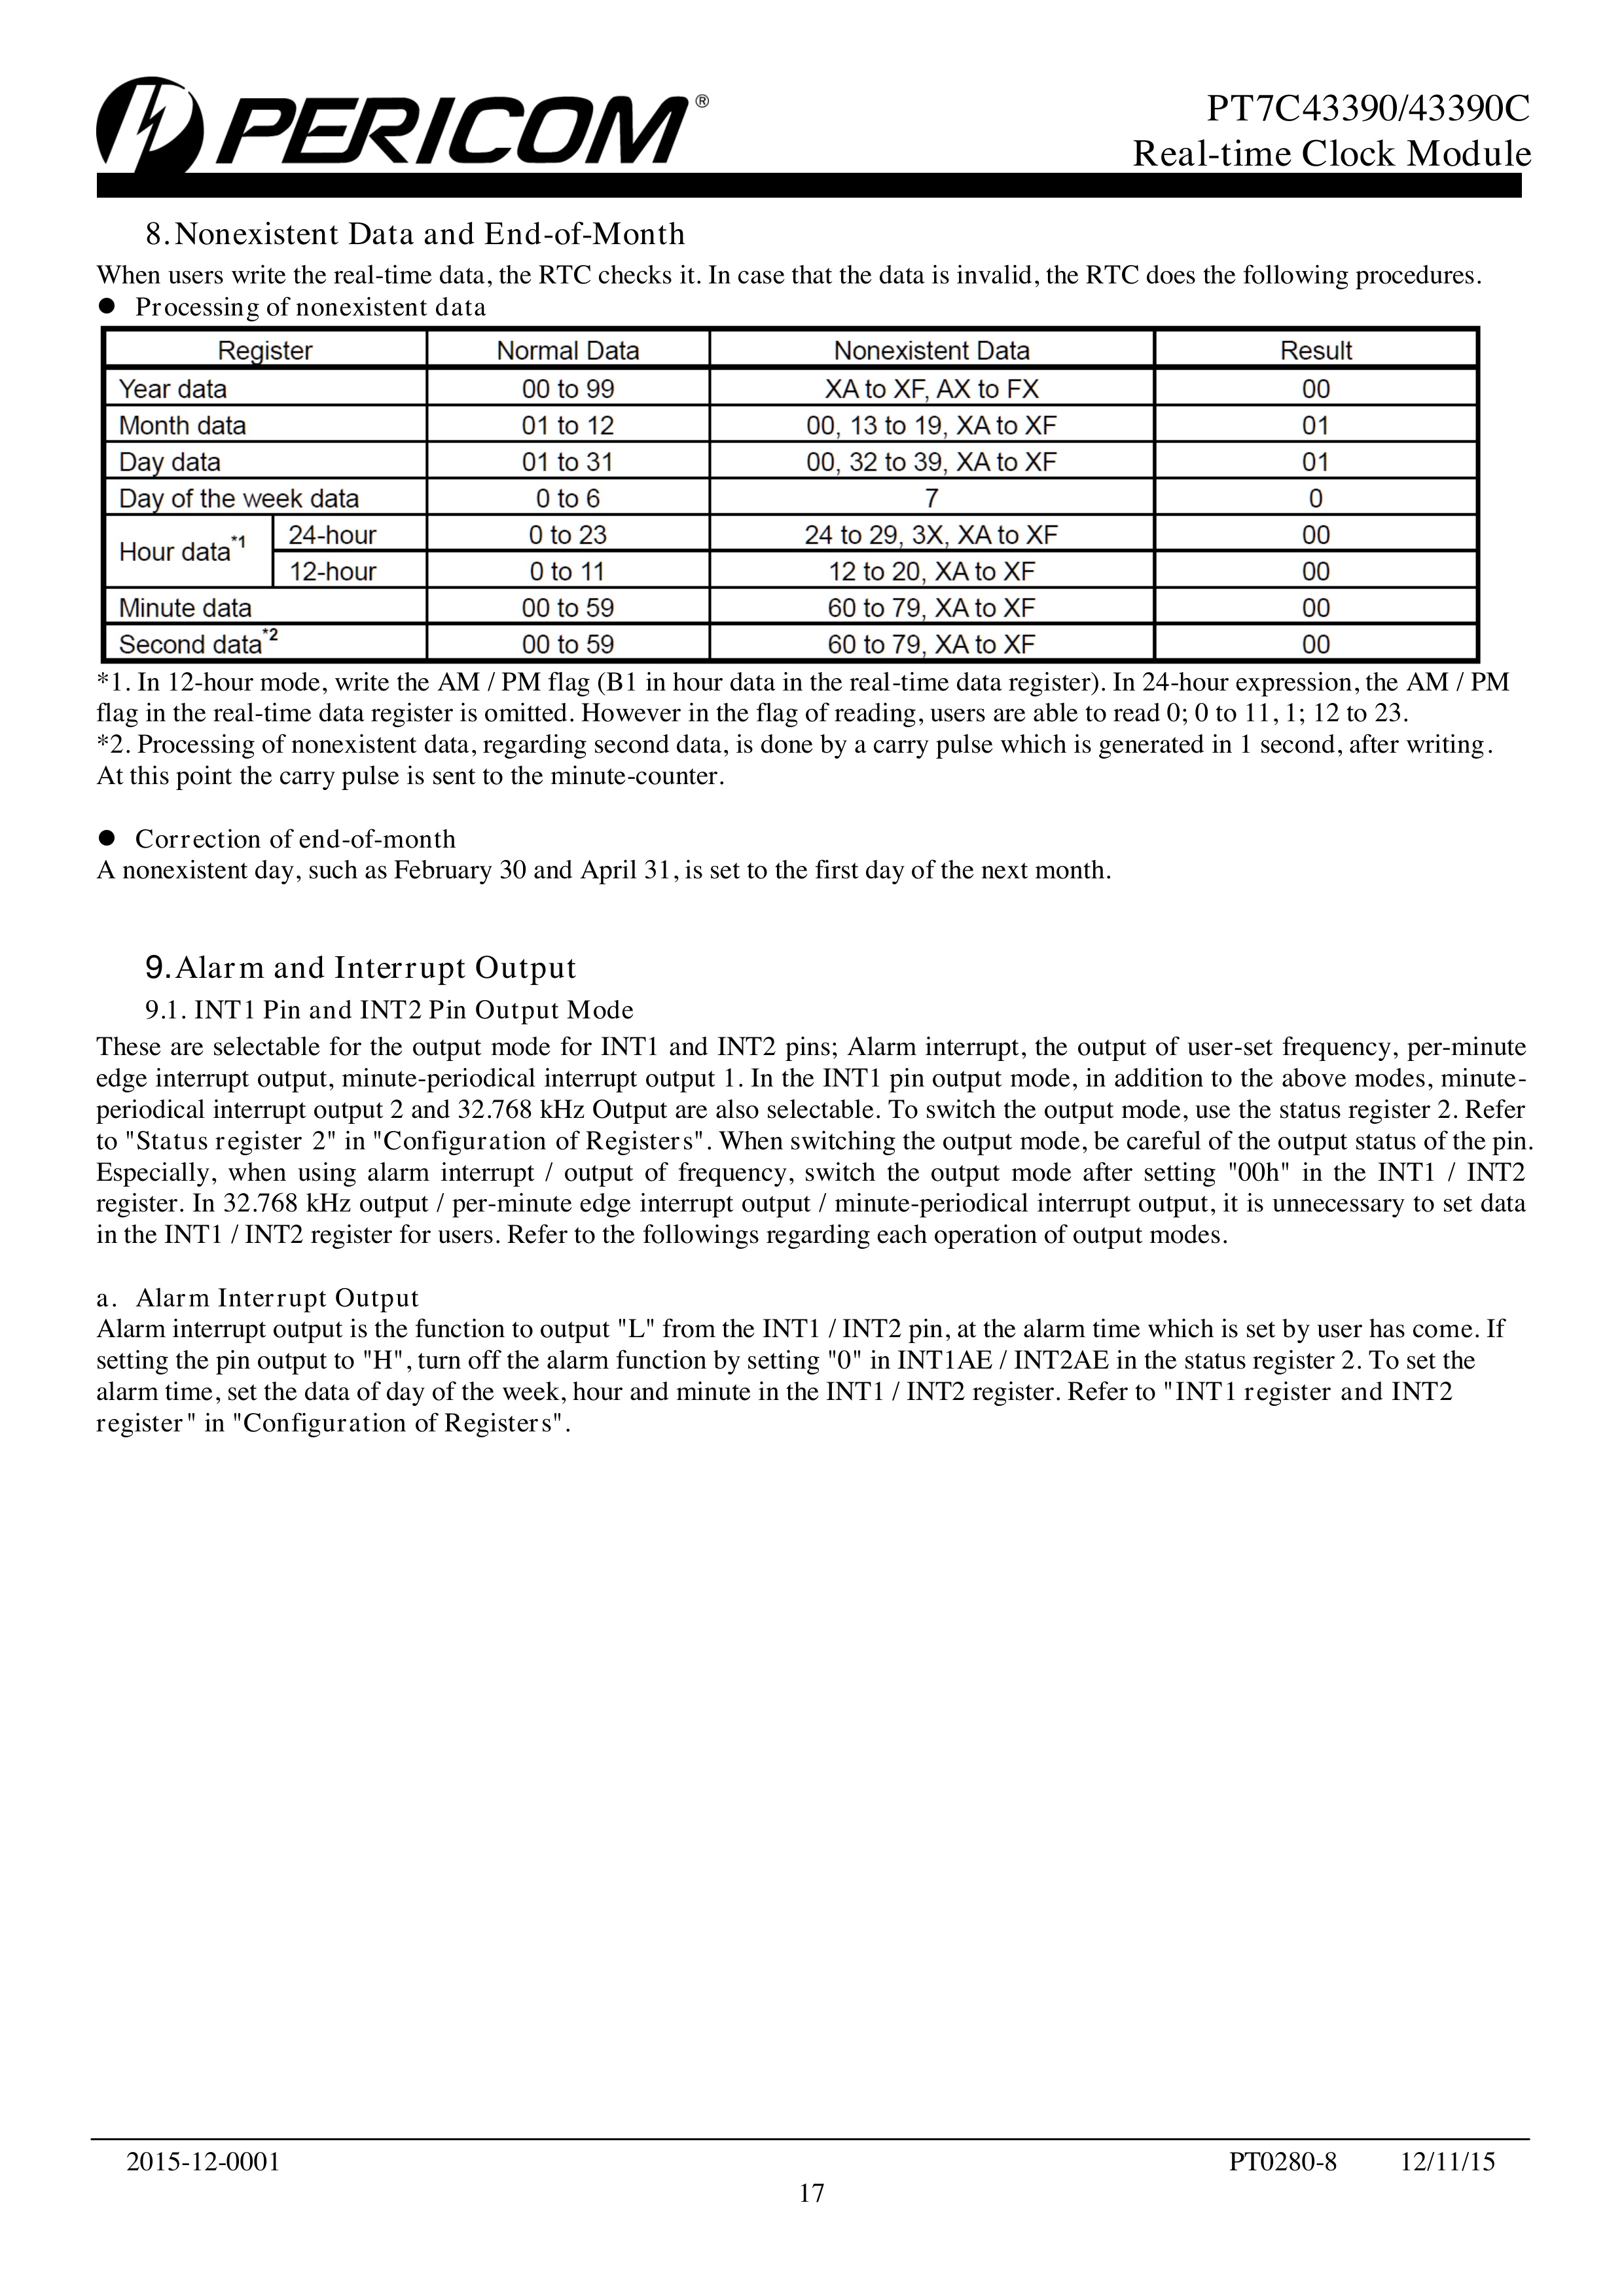 PERICOM®
PT7C43390/43390C
Real-time Clock Module
8. Nonexistent Data and End-of-Month
When users write the real-time data, the RTC checks it. In case that the data is invalid, the RTC does the following procedures.
● Processing of nonexistent data
Register Normal Data Nonexistent Data Result
Year data 00 to 99 XA to XF, AX to FX 00
Month data 01 to 12 00, 13 to 19, XA to XF 01
Day data 01 to 31 00, 32 to 39, XA to XF 01
Day of the week data 0 to 6 7 0
Hour data*1 24-hour 0 to 23 24 to 29, 3X, XA to XF 00
12-hour 0 to 11 12 to 20, XA to XF 00
Minute data 00 to 59 60 to 79, XA to XF 00
Second data*2 00 to 59 60 to 79, XA to XF 00
*1. In 12-hour mode, write the AM / PM flag (B1 in hour data in the real-time data register). In 24-hour expression, the AM / PM
flag in the real-time data register is omitted. However in the flag of reading, users are able to read 0; 0 to 11, 1; 12 to 23.
*2. Processing of nonexistent data, regarding second data, is done by a carry pulse which is generated in 1 second, after writing.
At this point the carry pulse is sent to the minute-counter.
● Correction of end-of-month
A nonexistent day, such as February 30 and April 31, is set to the first day of the next month.
9. Alarm and Interrupt Output
9.1. INT1 Pin and INT2 Pin Output Mode
These are selectable for the output mode for INT1 and INT2 pins; Alarm interrupt, the output of user-set frequency, per-minute
edge interrupt output, minute-periodical interrupt output 1. In the INT1 pin output mode, in addition to the above modes, minute-
periodical interrupt output 2 and 32.768 kHz Output are also selectable. To switch the output mode, use the status register 2. Refer
to "Status register 2" in "Configuration of Registers". When switching the output mode, be careful of the output status of the pin.
Especially, when using alarm interrupt / output of frequency, switch the output mode after setting "00h" in the INT1 / INT2
register. In 32.768 kHz output / per-minute edge interrupt output / minute-periodical interrupt output, it is unnecessary to set data
in the INT1 / INT2 register for users. Refer to the followings regarding each operation of output modes.
a. Alarm Interrupt Output
Alarm interrupt output is the function to output "L" from the INT1 / INT2 pin, at the alarm time which is set by user has come. If
setting the pin output to "H", turn off the alarm function by setting "0" in INT1AE / INT2AE in the status register 2. To set the
alarm time, set the data of day of the week, hour and minute in the INT1 / INT2 register. Refer to "INT1 register and INT2
register" in "Configuration of Registers".
2015-12-0001 PT0280-8 12/11/15
17